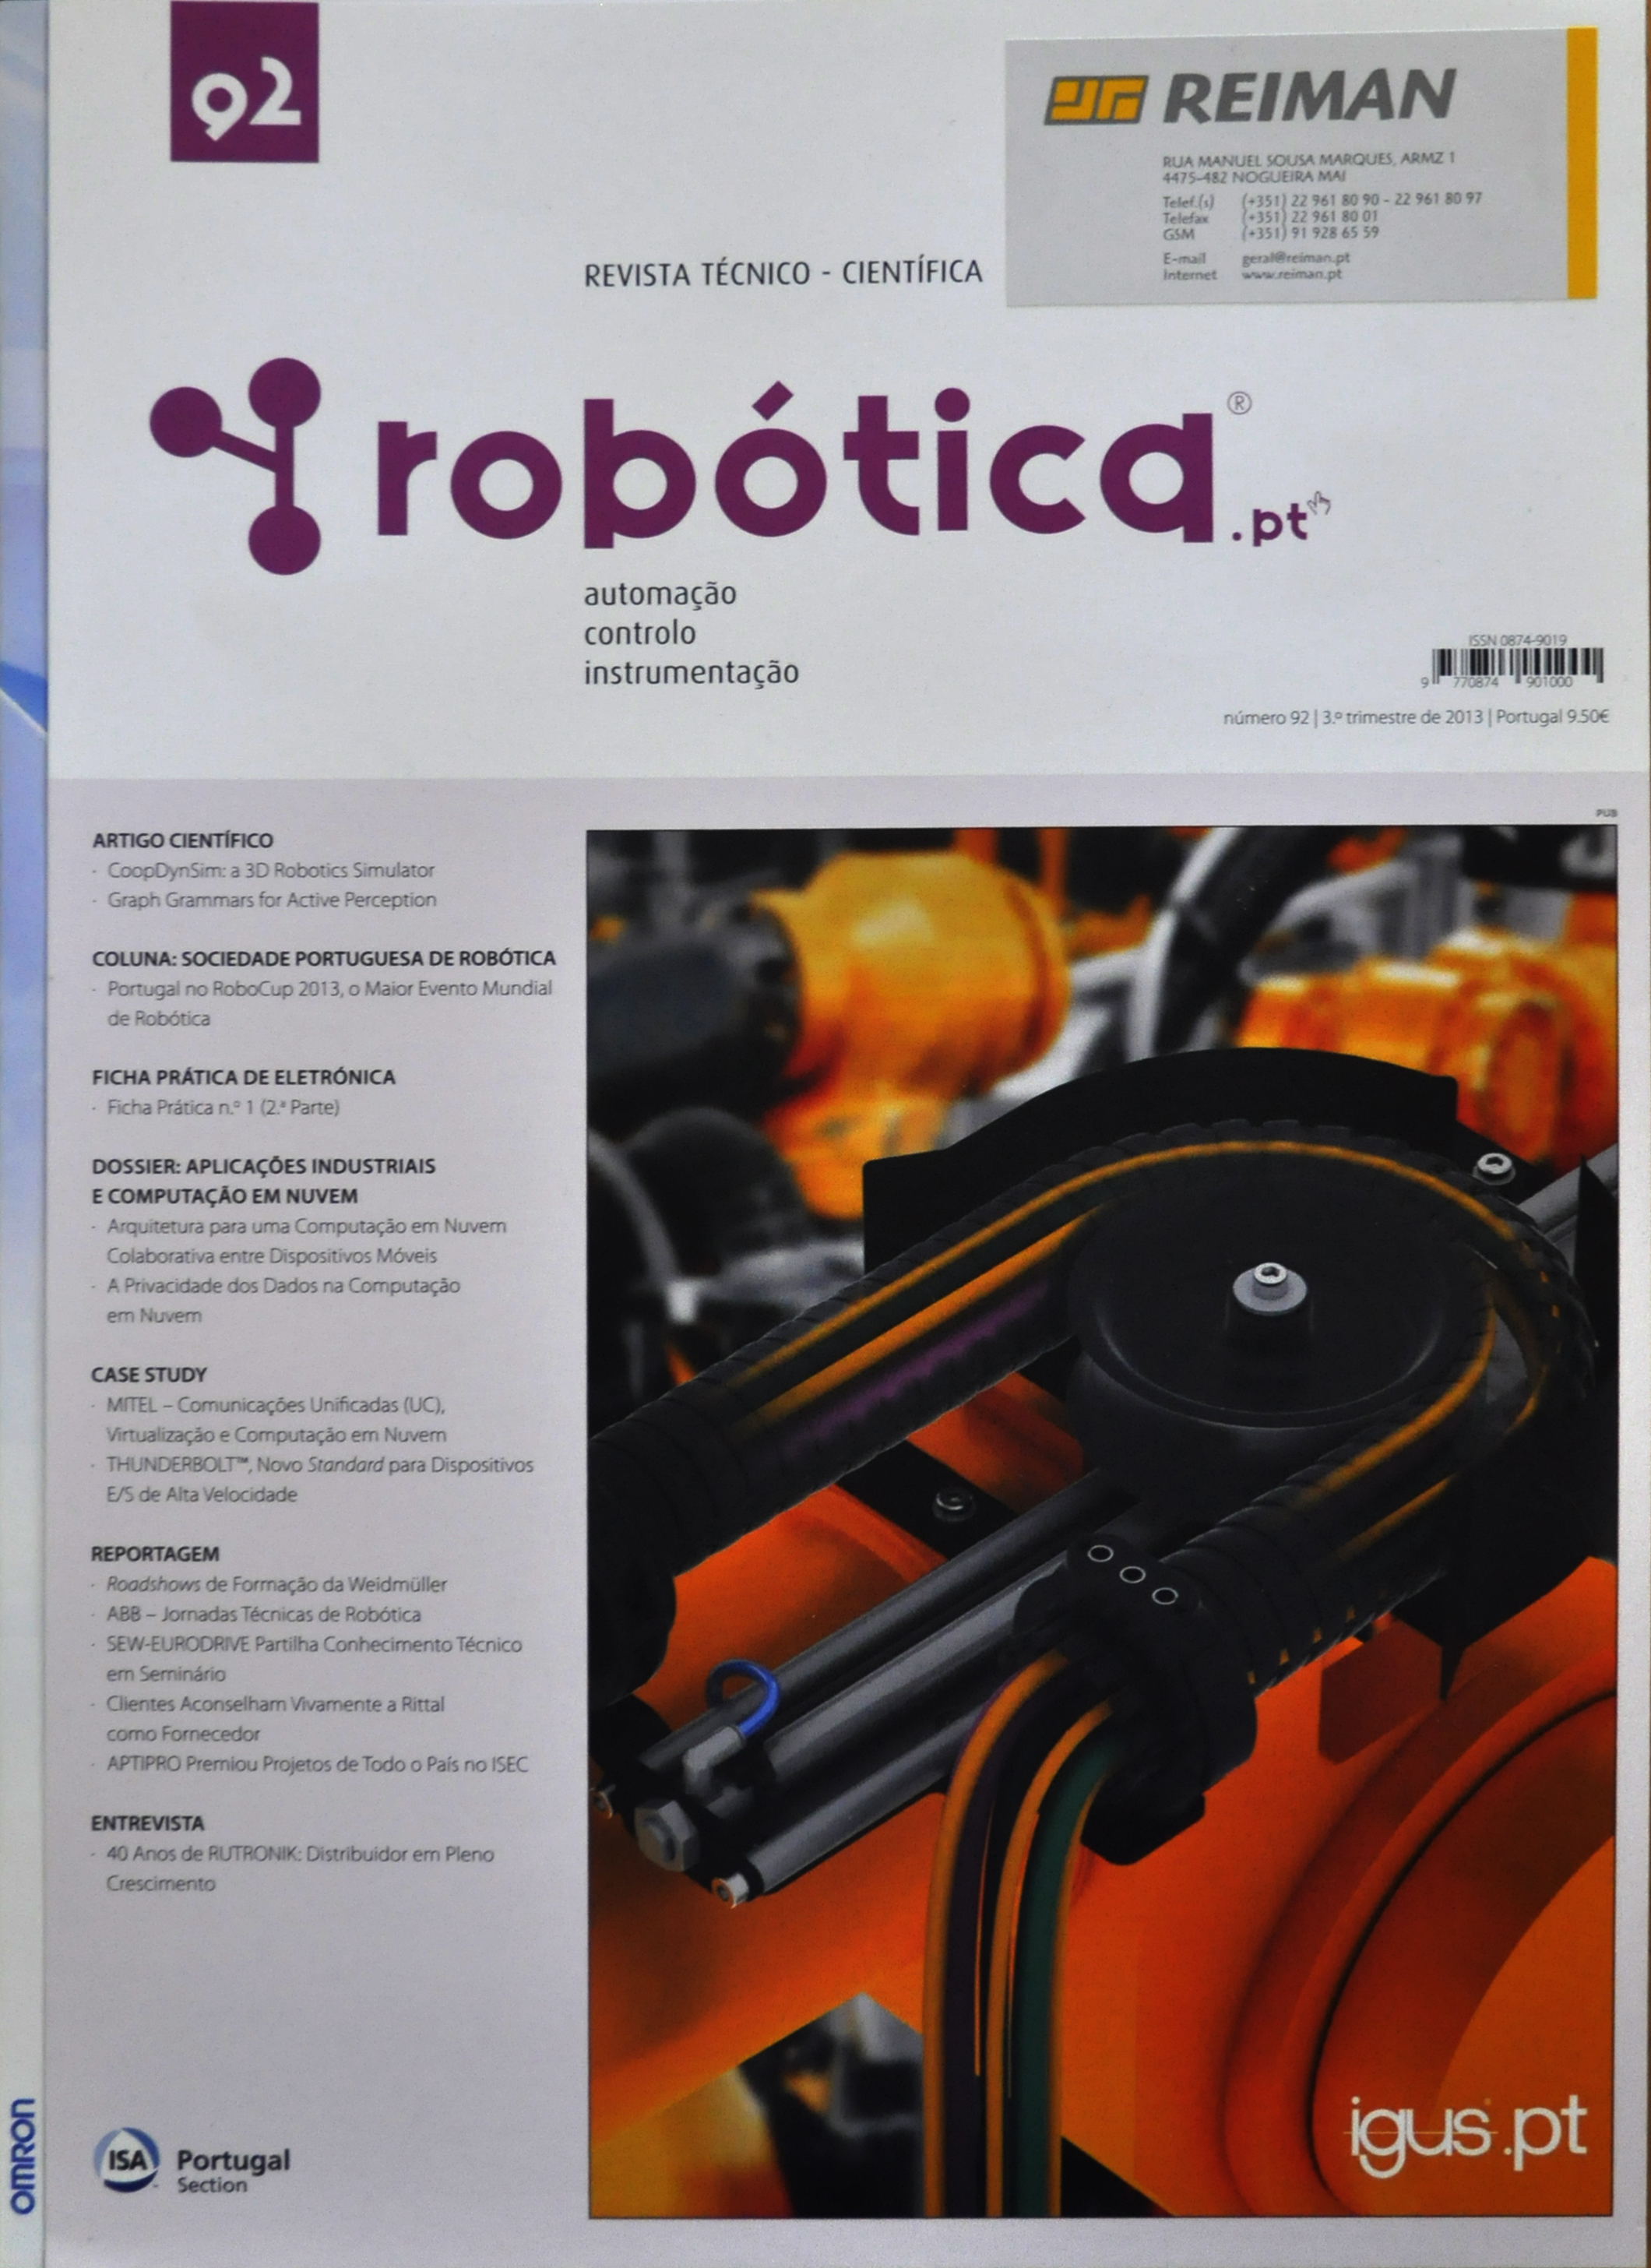 92
REIMAN
RUA MANUEL SOUSA MARQUES, ARMZ 1
4475-482 NOGUEIRA MAI
Telef.(s) (+351) 22 961 80 90 - 22 961 80 97
Telefax (+351) 22 961 80 01
GSM (+351) 91 928 65 59
E-mail geral@reiman.pt
Internet www.reiman.pt
REVISTA TÉCNICO - CIENTÍFICA
robótica®.pt
automação
controlo
instrumentação
ISSN 0874-9019
9 770874 901000
número 92 | 3.º trimestre de 2013 | Portugal 9.50€
PUB
ARTIGO CIENTÍFICO
· CoopDynSim: a 3D Robotics Simulator
· Graph Grammars for Active Perception
COLUNA: SOCIEDADE PORTUGUESA DE ROBÓTICA
· Portugal no RoboCup 2013, o Maior Evento Mundial
de Robótica
FICHA PRÁTICA DE ELETRÓNICA
· Ficha Prática n.º 1 (2.ª Parte)
DOSSIER: APLICAÇÕES INDUSTRIAIS
E COMPUTAÇÃO EM NUVEM
· Arquitetura para uma Computação em Nuvem
Colaborativa entre Dispositivos Móveis
· A Privacidade dos Dados na Computação
em Nuvem
CASE STUDY
· MITEL – Comunicações Unificadas (UC),
Virtualização e Computação em Nuvem
· THUNDERBOLT™, Novo Standard para Dispositivos
E/S de Alta Velocidade
REPORTAGEM
· Roadshows de Formação da Weidmüller
· ABB – Jornadas Técnicas de Robótica
· SEW-EURODRIVE Partilha Conhecimento Técnico
em Seminário
· Clientes Aconselham Vivamente a Rittal
como Fornecedor
· APTIPRO Premiou Projetos de Todo o País no ISEC
ENTREVISTA
· 40 Anos de RUTRONIK: Distribuidor em Pleno
Crescimento
igus.pt
ISA Portugal
Section
OMRON